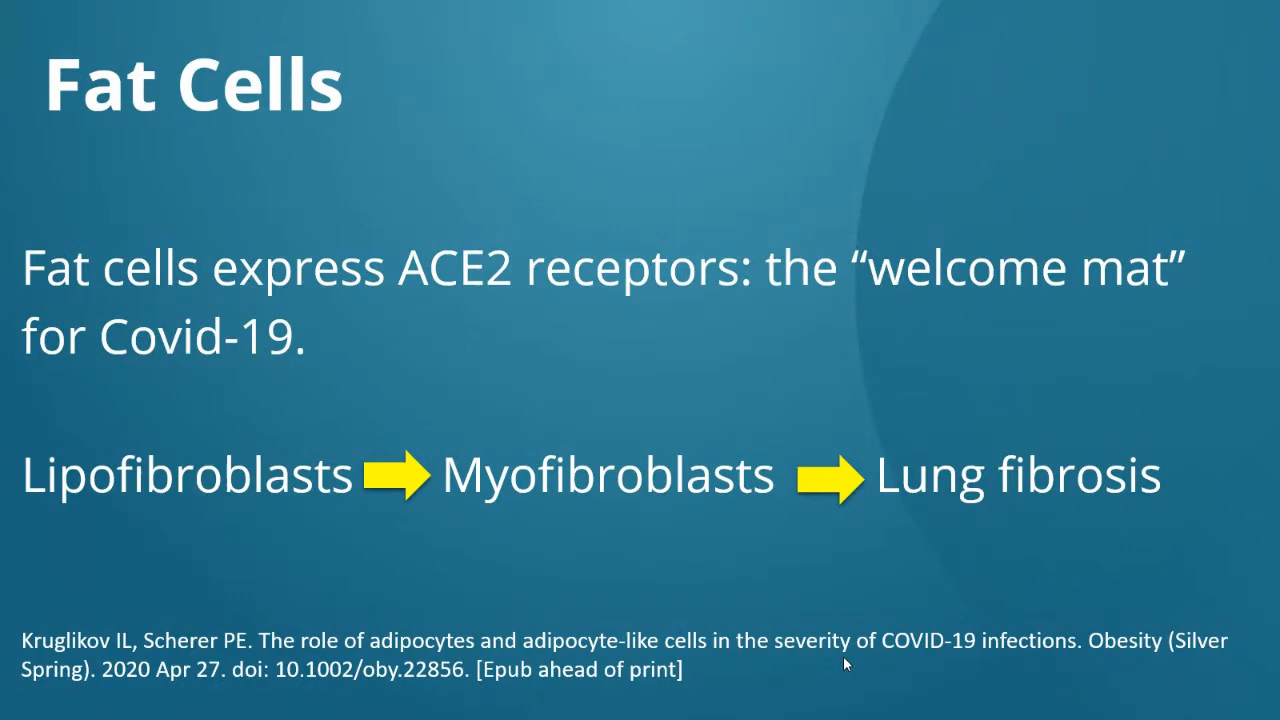 Fat Cells
Fat cells express ACE2 receptors: the “welcome mat”
for Covid-19.
Lipofibroblasts Myofibroblasts Lung fibrosis
Kruglikov IL, Scherer PE. The role of adipocytes and adipocyte-like cells in the severity of COVID-19 infections. Obesity (Silver
Spring). 2020 Apr 27. doi: 10.1002/oby.22856. [Epub ahead of print]